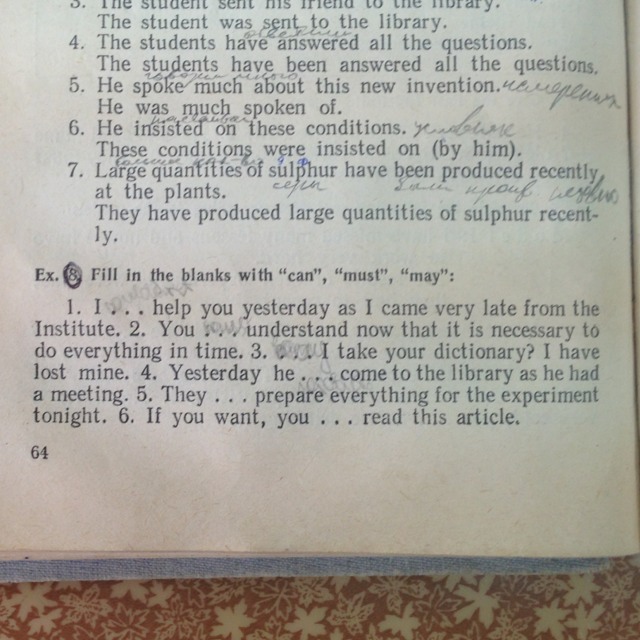 3. The student sent his friend to the library.
The student was sent to the library.
4. The students have answered all the questions.
The students have been answered all the questions.
5. He spoke much about this new invention.
He was much spoken of.
6. He insisted on these conditions.
These conditions were insisted on (by him).
7. Large quantities of sulphur have been produced recently
at the plants.
They have produced large quantities of sulphur recent-
ly.
Ex. 8. Fill in the blanks with “can”, “must”, “may”:
1. I . . . help you yesterday as I came very late from the
Institute. 2. You . . . understand now that it is necessary to
do everything in time. 3. . . . I take your dictionary? I have
lost mine. 4. Yesterday he . . . come to the library as he had
a meeting. 5. They . . . prepare everything for the experiment
tonight. 6. If you want, you . . . read this article.
64